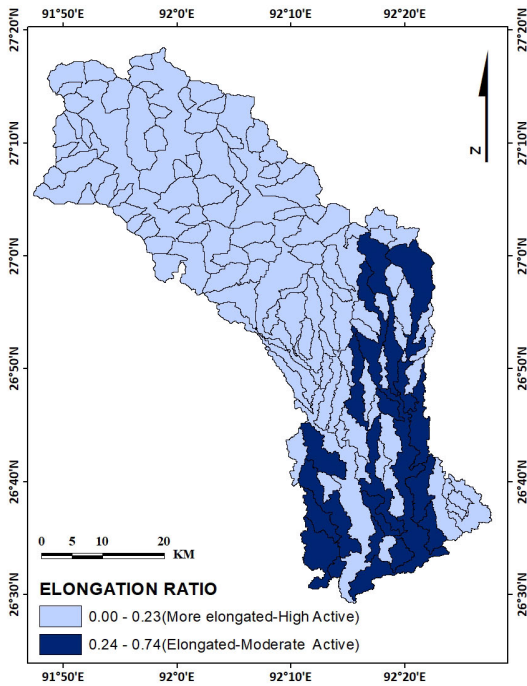 91°50'E 92°0'E 92°10'E 92°20'E
27°20'N 27°20'N
27°10'N 27°10'N
N
27°0'N 27°0'N
26°50'N 26°50'N
26°40'N 26°40'N
0 5 10 20
KM
26°30'N 26°30'N
ELONGATION RATIO
0.00 - 0.23(More elongated-High Active)
0.24 - 0.74(Elongated-Moderate Active)
91°50'E 92°0'E 92°10'E 92°20'E